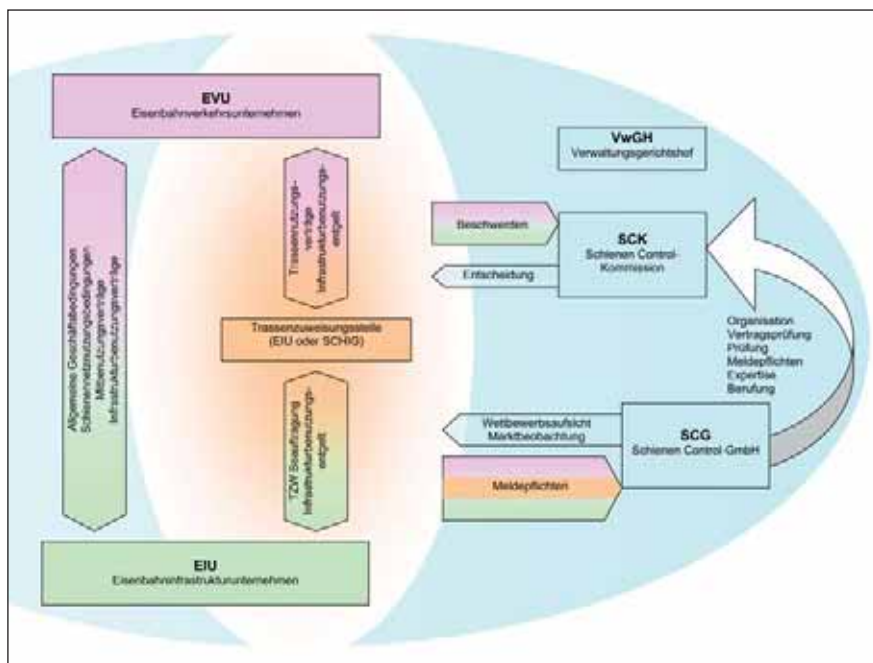 EVU
Eisenbahnverkehrsunternehmen
Allgemeine Geschäftsbedingungen
Schienennetznutzungsbedingungen
Mitbenutzungsverträge
Infrastrukturbenutzungsverträge
Trassennutzungs-
verträge
Infrastrukturbenutzungs-
entgelt
Trassenzuweisungsstelle
(EIU oder SCHIG)
TZW Beauftragung
Infrastrukturbenutzungs-
entgelt
EIU
Eisenbahninfrastrukturunternehmen
VwGH
Verwaltungsgerichtshof
Beschwerden
SCK
Schienen Control-
Kommission
Entscheidung
Organisation
Vertragsprüfung
Prüfung
Meldepflichten
Expertise
Berufung
Wettbewerbsaufsicht
Marktbeobachtung
SCG
Schienen Control GmbH
Meldepflichten